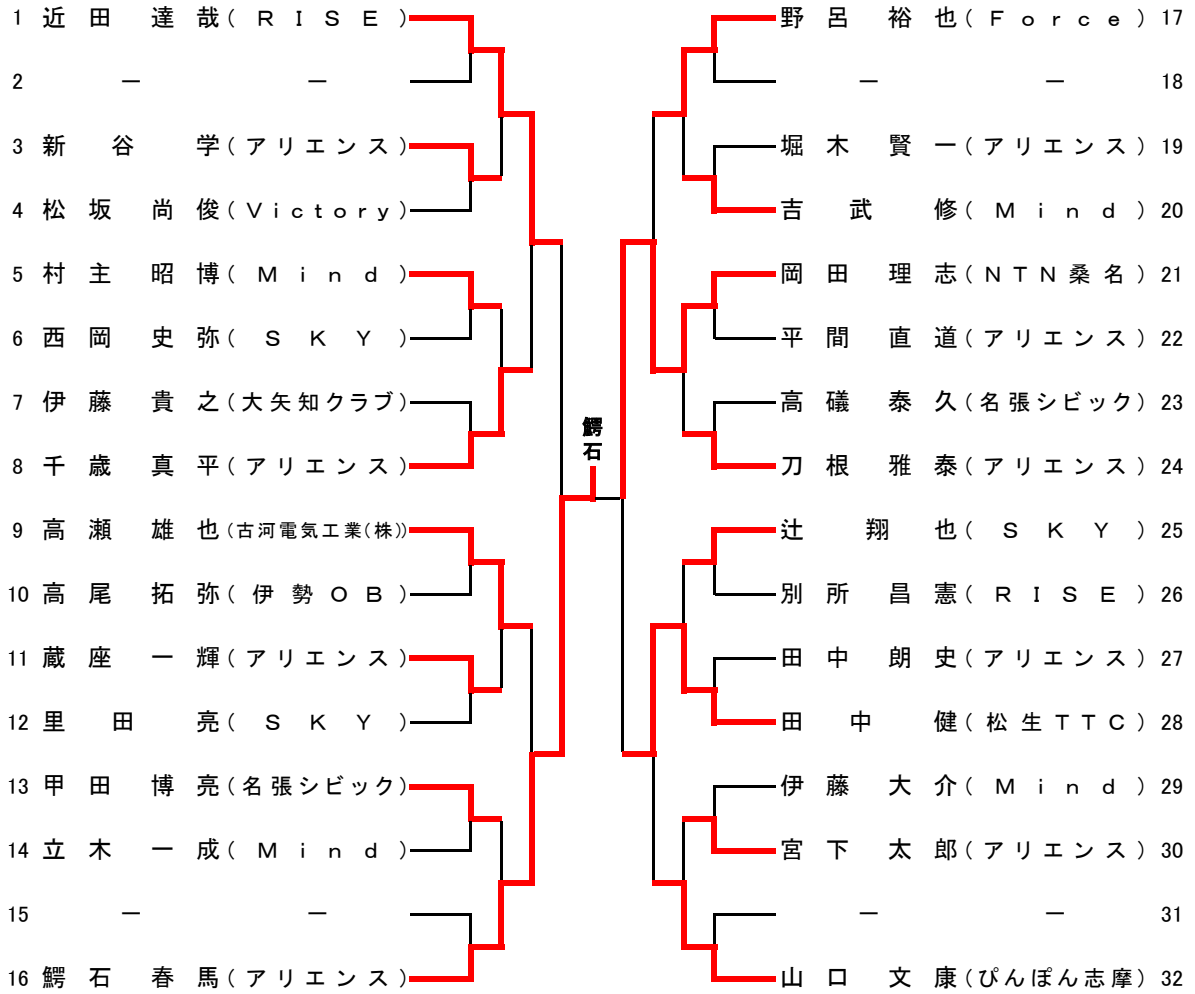 1 近田 達哉(RISE)
2 － －
3 新谷 学(アリエンス)
4 松坂 尚俊(Victory)
5 村主 昭博(Mind)
6 西岡 史弥(SKY)
7 伊藤 貴之(大矢知クラブ)
8 千歳 真平(アリエンス)
9 高瀬 雄也(古河電気工業(株))
10 高尾 拓弥(伊勢OB)
11 蔵座 一輝(アリエンス)
12 里田 亮(SKY)
13 甲田 博亮(名張シビック)
14 立木 一成(Mind)
15 － －
16 鰐石 春馬(アリエンス)
鰐石
野呂 裕也(Force) 17
－ － 18
堀木 賢一(アリエンス) 19
吉武 修(Mind) 20
岡田 理志(NTN桑名) 21
平間 直道(アリエンス) 22
高礒 泰久(名張シビック) 23
刀根 雅泰(アリエンス) 24
辻 翔也(SKY) 25
別所 昌憲(RISE) 26
田中 朗史(アリエンス) 27
田中 健(松生TTC) 28
伊藤 大介(Mind) 29
宮下 太郎(アリエンス) 30
－ － 31
山口 文康(ぴんぽん志摩) 32